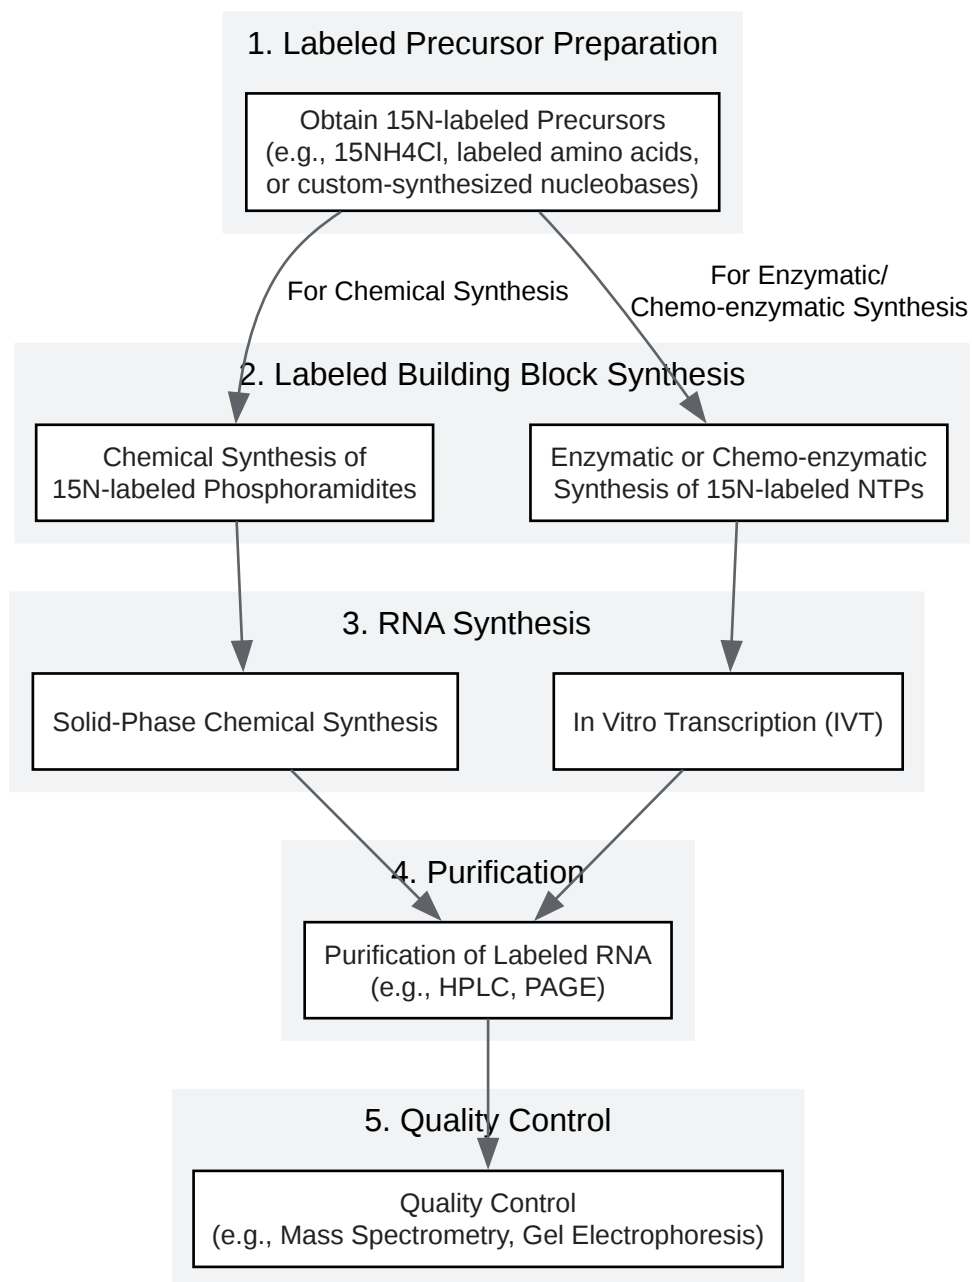 1. Labeled Precursor Preparation
Obtain 15N-labeled Precursors
(e.g., 15NH4Cl, labeled amino acids,
or custom-synthesized nucleobases)
For Chemical Synthesis
For Enzymatic/
Chemo-enzymatic Synthesis
2. Labeled Building Block Synthesis
Chemical Synthesis of
15N-labeled Phosphoramidites
Enzymatic or Chemo-enzymatic
Synthesis of 15N-labeled NTPs
3. RNA Synthesis
Solid-Phase Chemical Synthesis
In Vitro Transcription (IVT)
4. Purification
Purification of Labeled RNA
(e.g., HPLC, PAGE)
5. Quality Control
Quality Control
(e.g., Mass Spectrometry, Gel Electrophoresis)